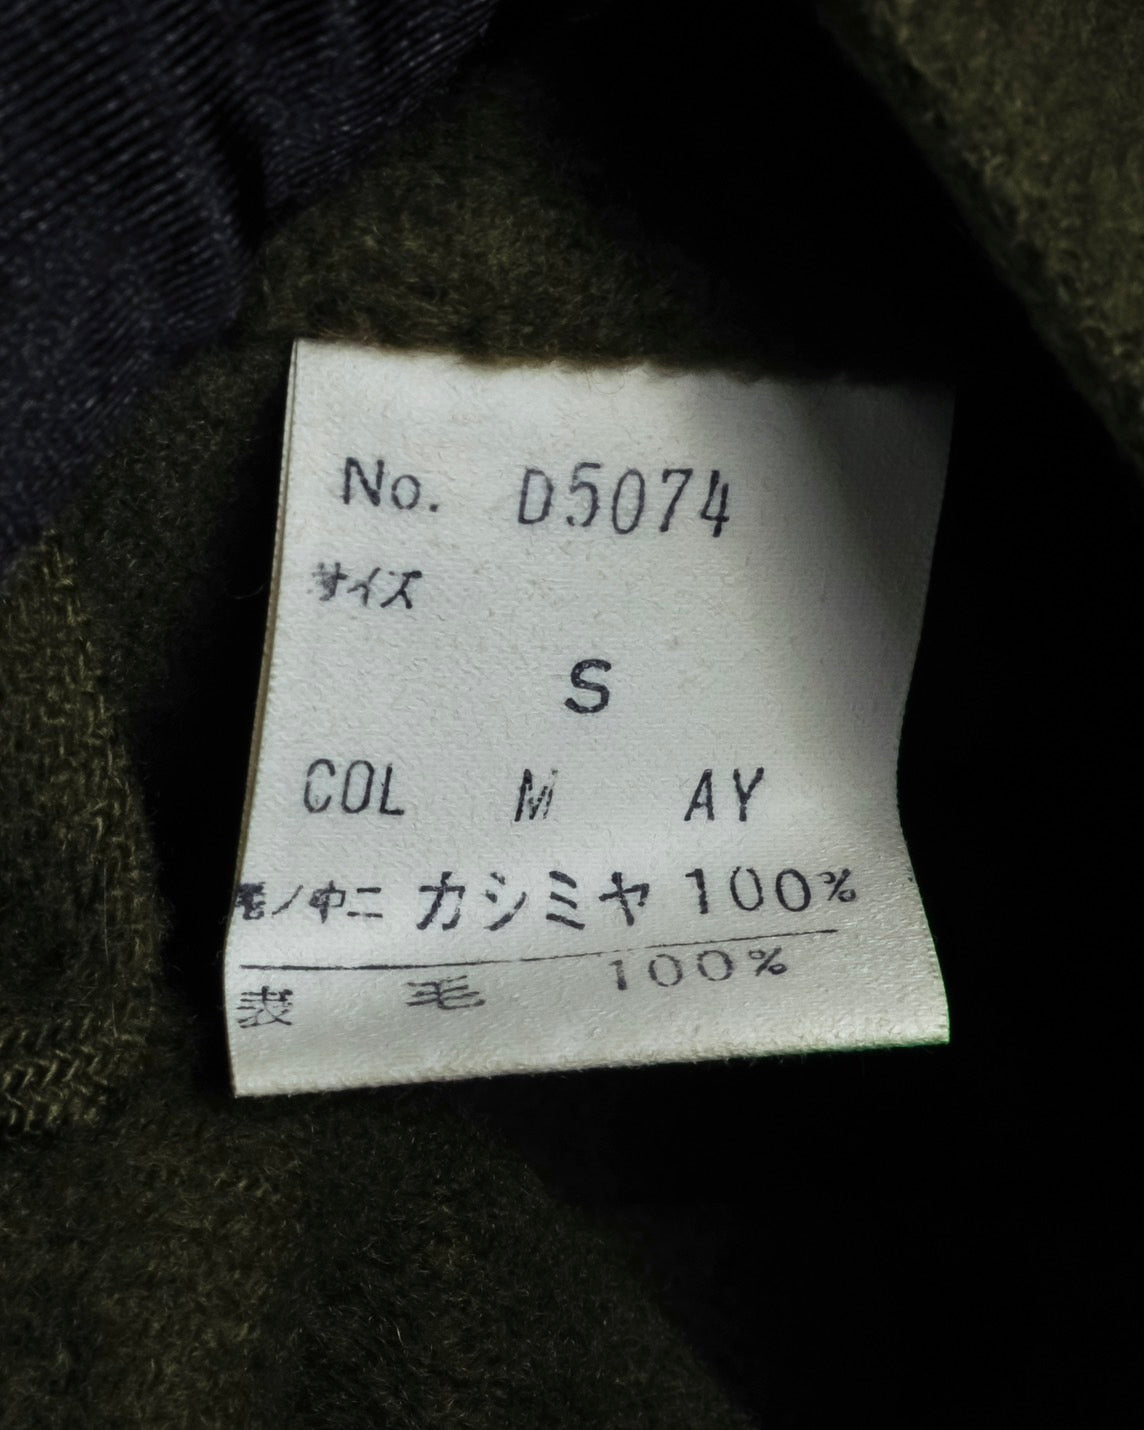 No. D5074
サイズ
S
COL M AY
毛ノ中ニ カシミヤ 100%
表 毛 100%